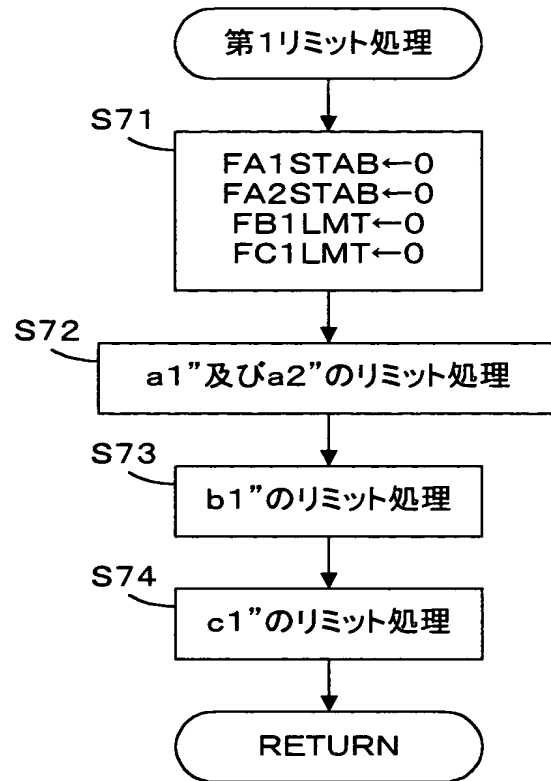 第1リミット処理
S71
FA1STAB←0
FA2STAB←0
FB1LMT←0
FC1LMT←0
S72
a1”及びa2”のリミット処理
S73
b1”のリミット処理
S74
c1”のリミット処理
RETURN